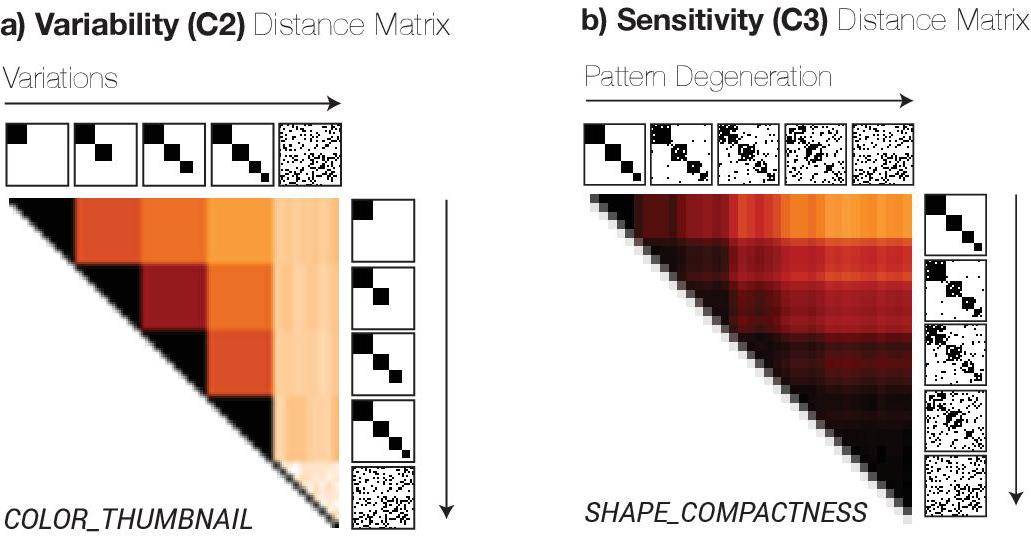 a) Variability (C2) Distance Matrix
Variations
COLOR_THUMBNAIL
b) Sensitivity (C3) Distance Matrix
Pattern Degeneration
SHAPE_COMPACTNESS